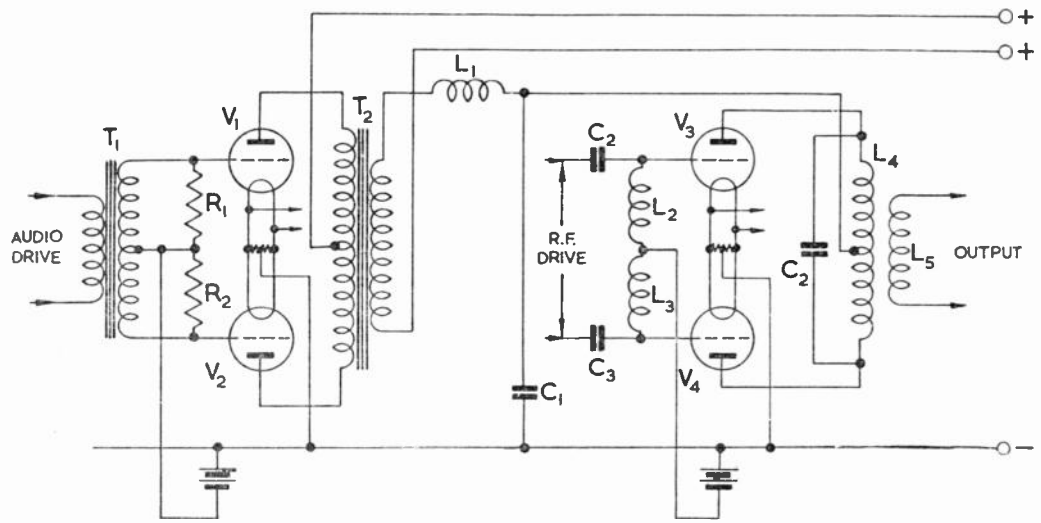 +
+
L1
V1
T2
C2
V3
T1
L4
R1
L2
AUDIO
DRIVE
R.F.
DRIVE
C2
L5
OUTPUT
R2
L3
V2
C3
V4
C1
−